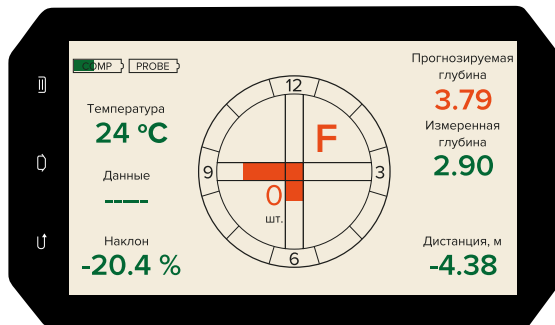 COMP PROBE
Температура
24 °C
Данные
-----
Наклон
-20.4 %
12
3
6
9
F
0
шт.
Прогнозируемая
глубина
3.79
Измеренная
глубина
2.90
Дистанция, м
-4.38